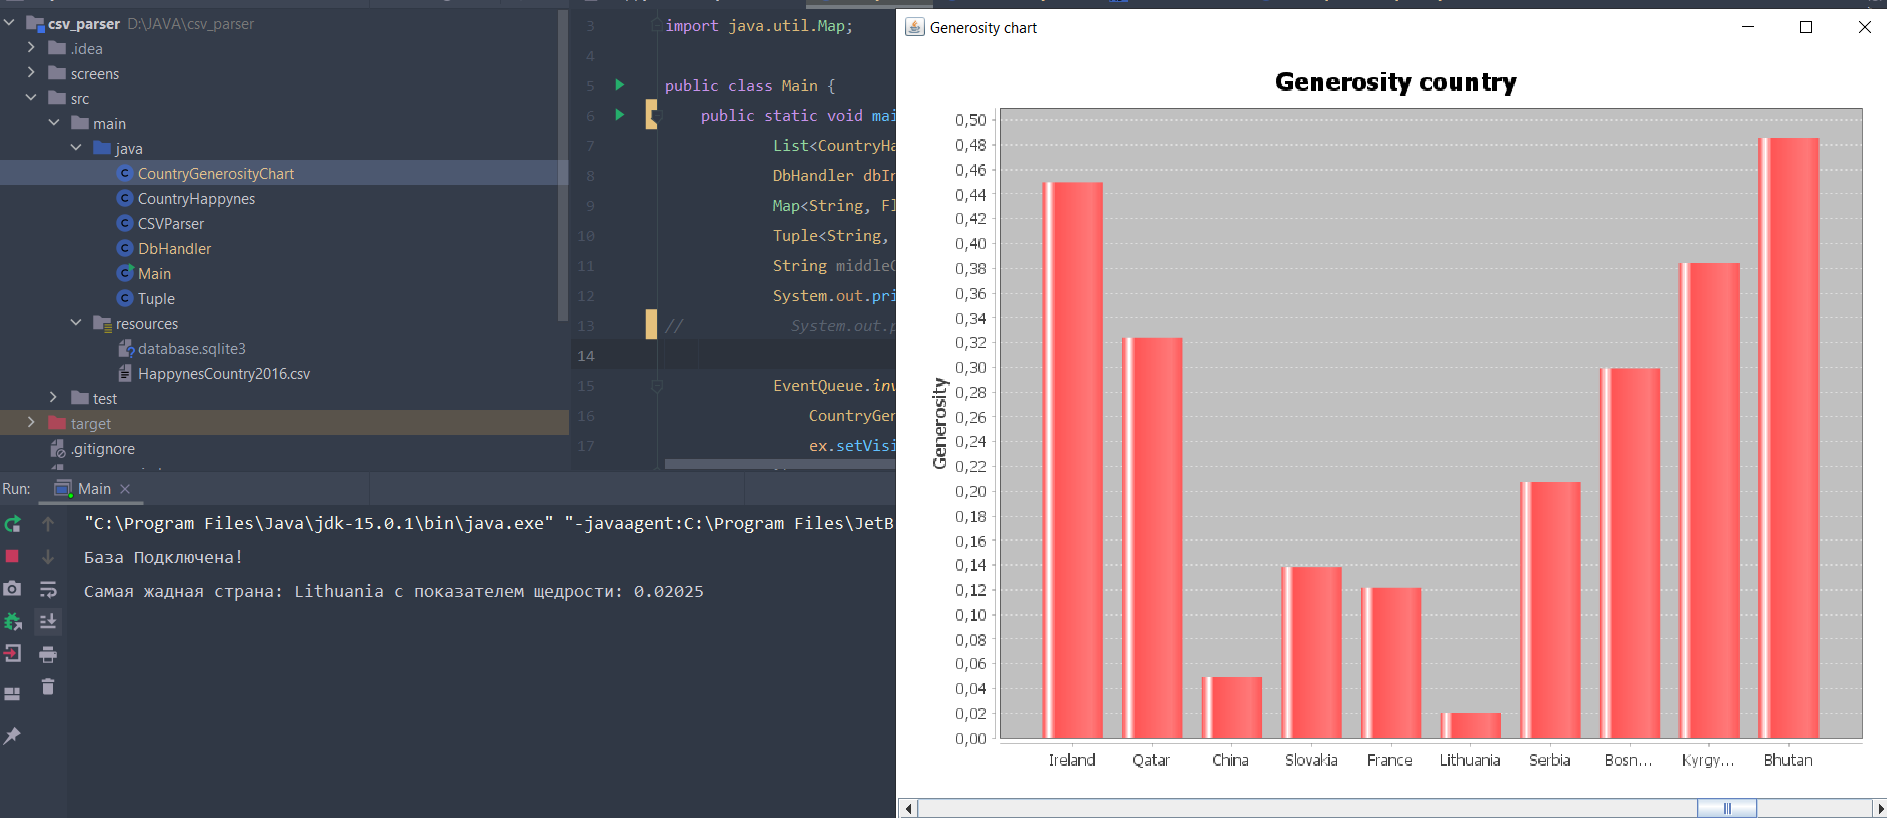 csv_parser D:\JAVA\csv_parser
.idea
screens
src
main
java
CountryGenerosityChart
CountryHappynes
CSVParser
DbHandler
Main
Tuple
resources
database.sqlite3
HappynesCountry2016.csv
test
target
.gitignore
3 import java.util.Map;
4
5 public class Main {
6 public static void mai
7 List<CountryHa
8 DbHandler dbIn
9 Map<String, Fl
10 Tuple<String,
11 String middleC
12 System.out.pri
13 // System.out.p
14
15 EventQueue.inv
16 CountryGen
17 ex.setVisi
Run: Main
"C:\Program Files\Java\jdk-15.0.1\bin\java.exe" "-javaagent:C:\Program Files\JetB
База Подключена!
Самая жадная страна: Lithuania с показателем щедрости: 0.02025
Generosity chart
Generosity country
Generosity
0,50
0,48
0,46
0,44
0,42
0,40
0,38
0,36
0,34
0,32
0,30
0,28
0,26
0,24
0,22
0,20
0,18
0,16
0,14
0,12
0,10
0,08
0,06
0,04
0,02
0,00
Ireland Qatar China Slovakia France Lithuania Serbia Bosn... Kyrgy... Bhutan